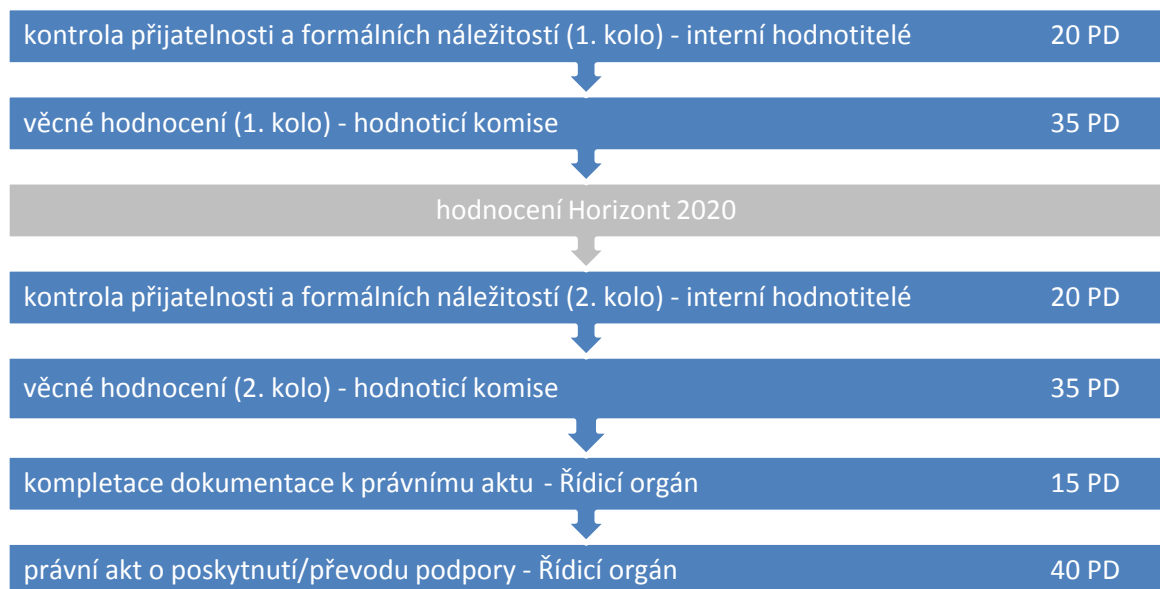 kontrola přijatelnosti a formálních náležitostí (1. kolo) - interní hodnotitelé 20 PD
věcné hodnocení (1. kolo) - hodnoticí komise 35 PD
hodnocení Horizont 2020
kontrola přijatelnosti a formálních náležitostí (2. kolo) - interní hodnotitelé 20 PD
věcné hodnocení (2. kolo) - hodnoticí komise 35 PD
kompletace dokumentace k právnímu aktu - Řídicí orgán 15 PD
právní akt o poskytnutí/převodu podpory - Řídicí orgán 40 PD